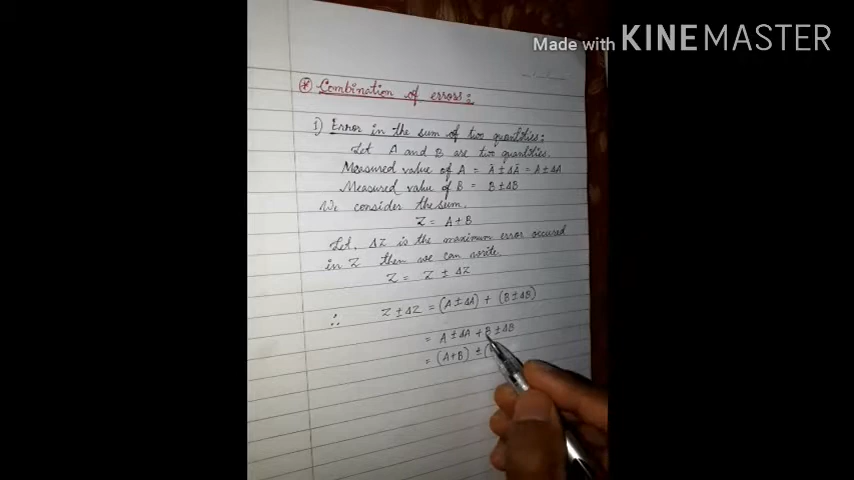 Made with KINEMASTER
* Combination of errors :
1) Error in the sum of two quantities :
Let A and B are two quantities.
Measured value of A = Ā ± ΔĀ = A ± ΔA
Measured value of B = B ± ΔB
We consider the sum.
Z = A + B
Let, ΔZ is the maximum error occured
in Z then we can write.
Z = Z ± ΔZ
∴ Z ± ΔZ = (A ± ΔA) + (B ± ΔB)
= A ± ΔA + B ± ΔB
= (A+B) ± (